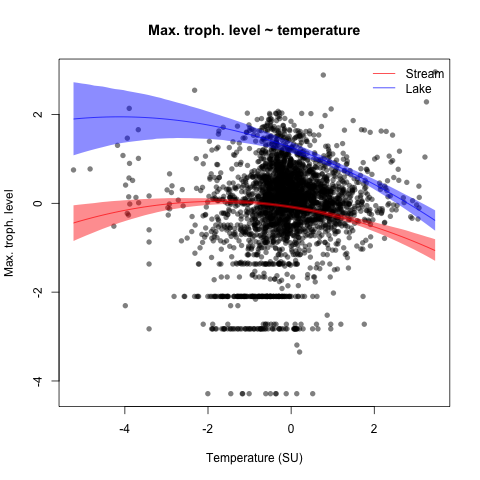 Max. troph. level ~ temperature
Stream
Lake
Max. troph. level
2
0
-2
-4
-4
-2
0
2
Temperature (SU)